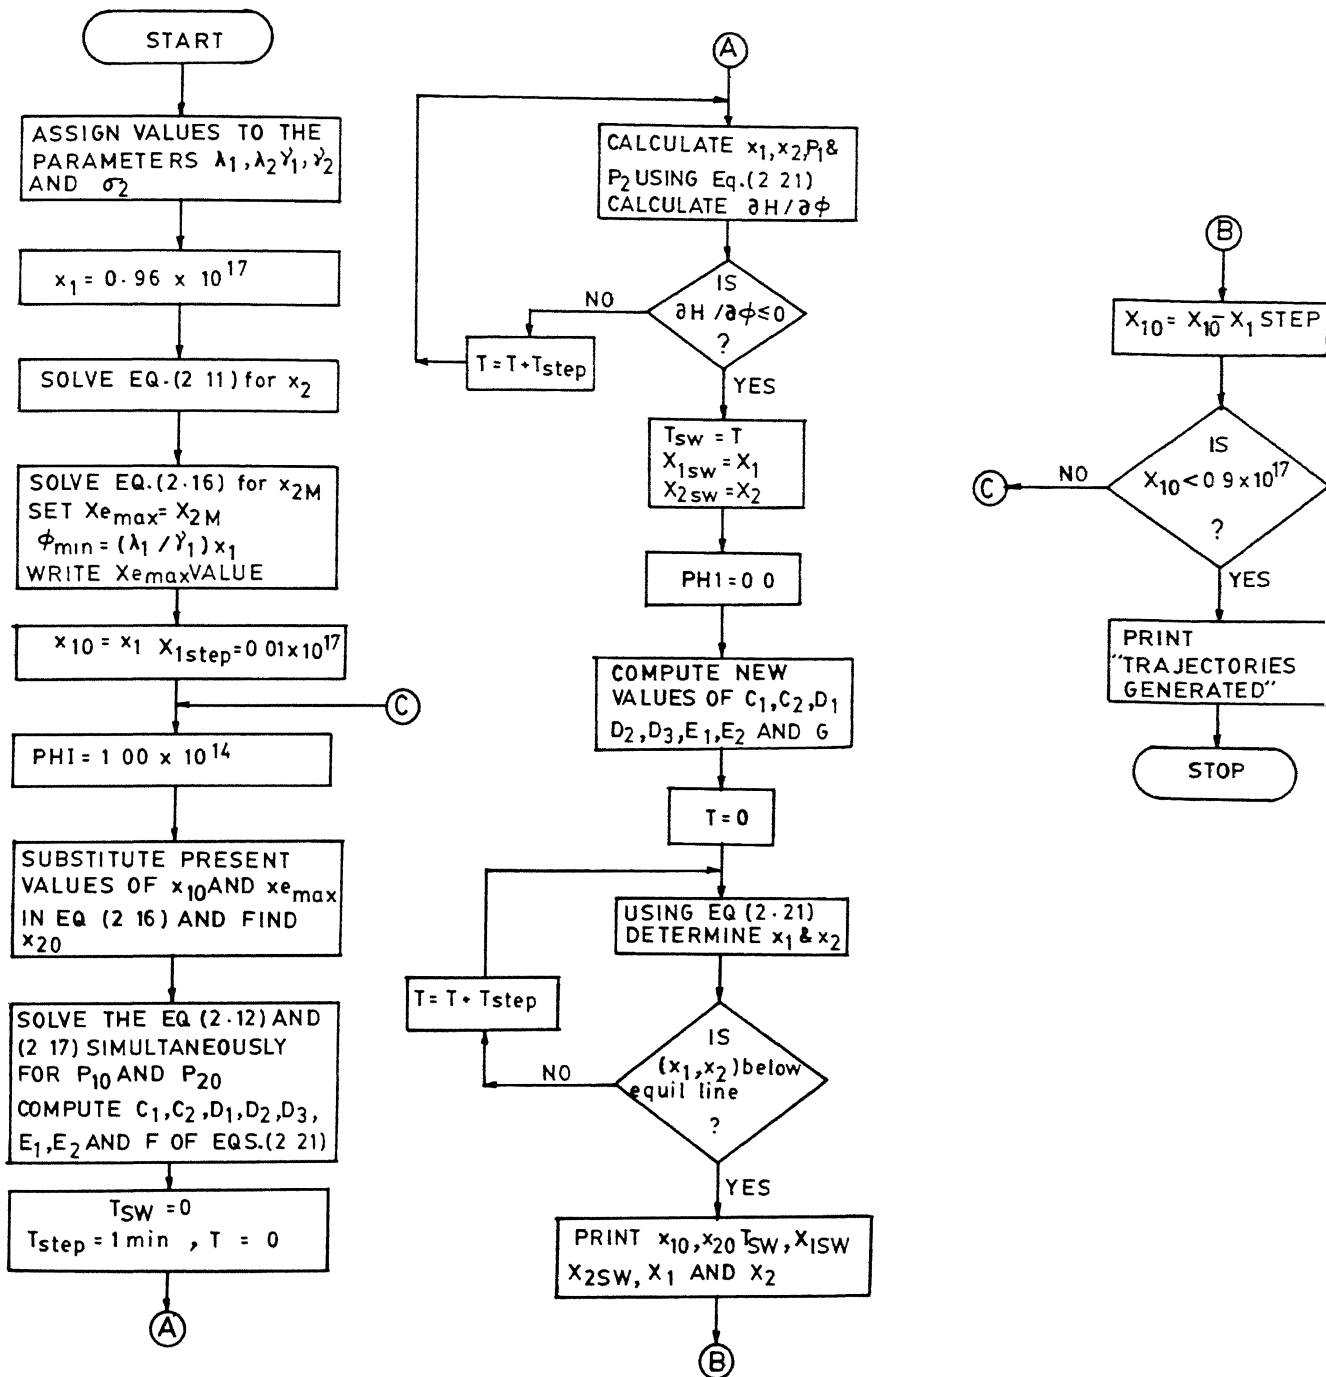 START
ASSIGN VALUES TO THE
PARAMETERS λ1,λ2 γ1,γ2
AND σ2
x1 = 0.96 x 10^17
SOLVE EQ.(2 11) for x2
SOLVE EQ.(2.16) for x2M
SET Xe max = X2M
ϕmin = (λ1 / γ1) x1
WRITE Xe max VALUE
x10 = x1 X1step = 0 01x10^17
C
PHI = 1 00 x 10^14
SUBSTITUTE PRESENT
VALUES OF x10 AND xe max
IN EQ (2 16) AND FIND
x20
SOLVE THE EQ (2.12) AND
(2 17) SIMULTANEOUSLY
FOR P10 AND P20
COMPUTE C1,C2,D1,D2,D3,
E1,E2 AND F OF EQS.(2 21)
TSW = 0
Tstep = 1 min , T = 0
A
A
CALCULATE x1,x2,P1 &
P2 USING Eq.(2 21)
CALCULATE ∂H/∂ϕ
IS
∂H/∂ϕ ≤ 0
?
NO
T = T + Tstep
YES
Tsw = T
X1sw = X1
X2sw = X2
PH1 = 0 0
COMPUTE NEW
VALUES OF C1,C2,D1
D2,D3,E1,E2 AND G
T = 0
USING EQ (2.21)
DETERMINE x1 & x2
T = T + Tstep
IS
(x1,x2) below
equil line
?
NO
YES
PRINT x10,x20 TSW,X1SW
X2SW, X1 AND X2
B
B
X10 = X10 - X1 STEP
IS
X10 < 0 9 x 10^17
?
NO
C
YES
PRINT
"TRAJECTORIES
GENERATED"
STOP